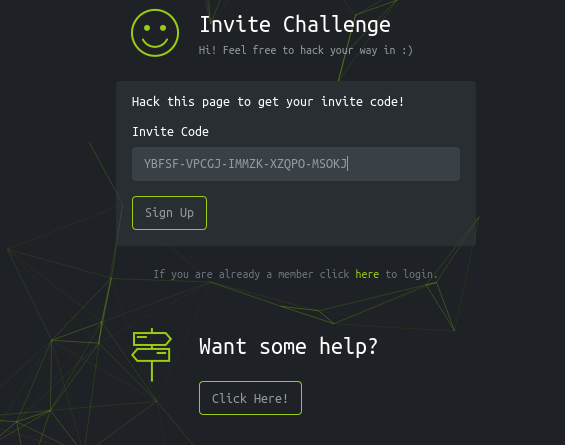 Invite Challenge
Hi! Feel free to hack your way in :)
Hack this page to get your invite code!
Invite Code
YBFSF-VPCGJ-IMMZK-XZQPO-MSOKJ
Sign Up
If you are already a member click here to login.
Want some help?
Click Here!